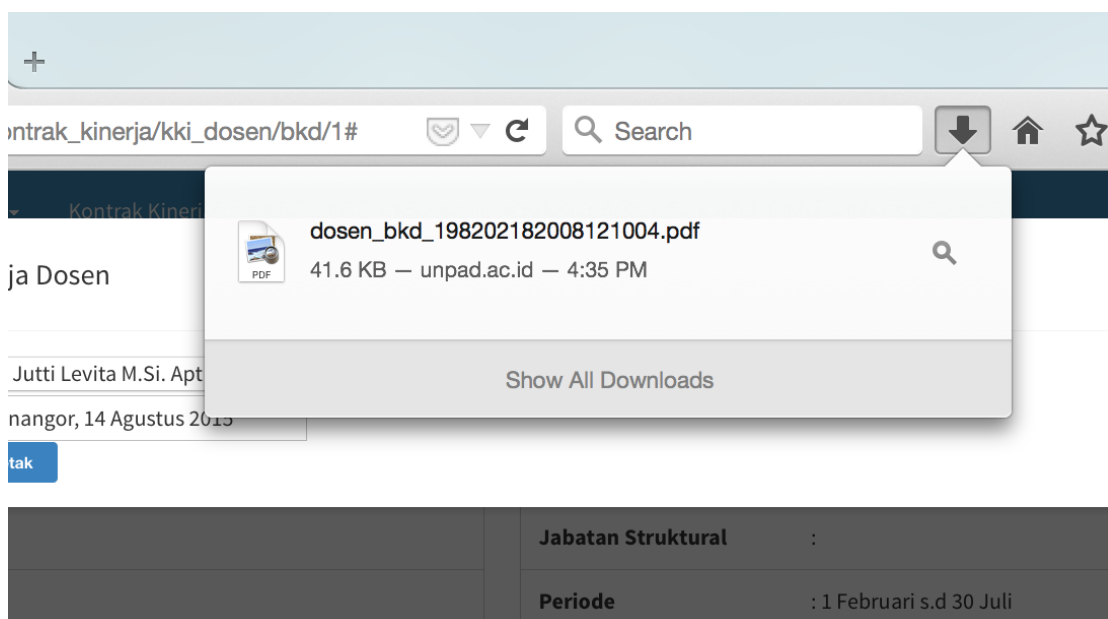 +
ontrak_kinerja/kki_dosen/bkd/1#
Search
Kontrak Kineri
dosen_bkd_198202182008121004.pdf
PDF
41.6 KB — unpad.ac.id — 4:35 PM
ja Dosen
Show All Downloads
Jutti Levita M.Si. Apt
nangor, 14 Agustus 2015
tak
Jabatan Struktural :
Periode : 1 Februari s.d 30 Juli